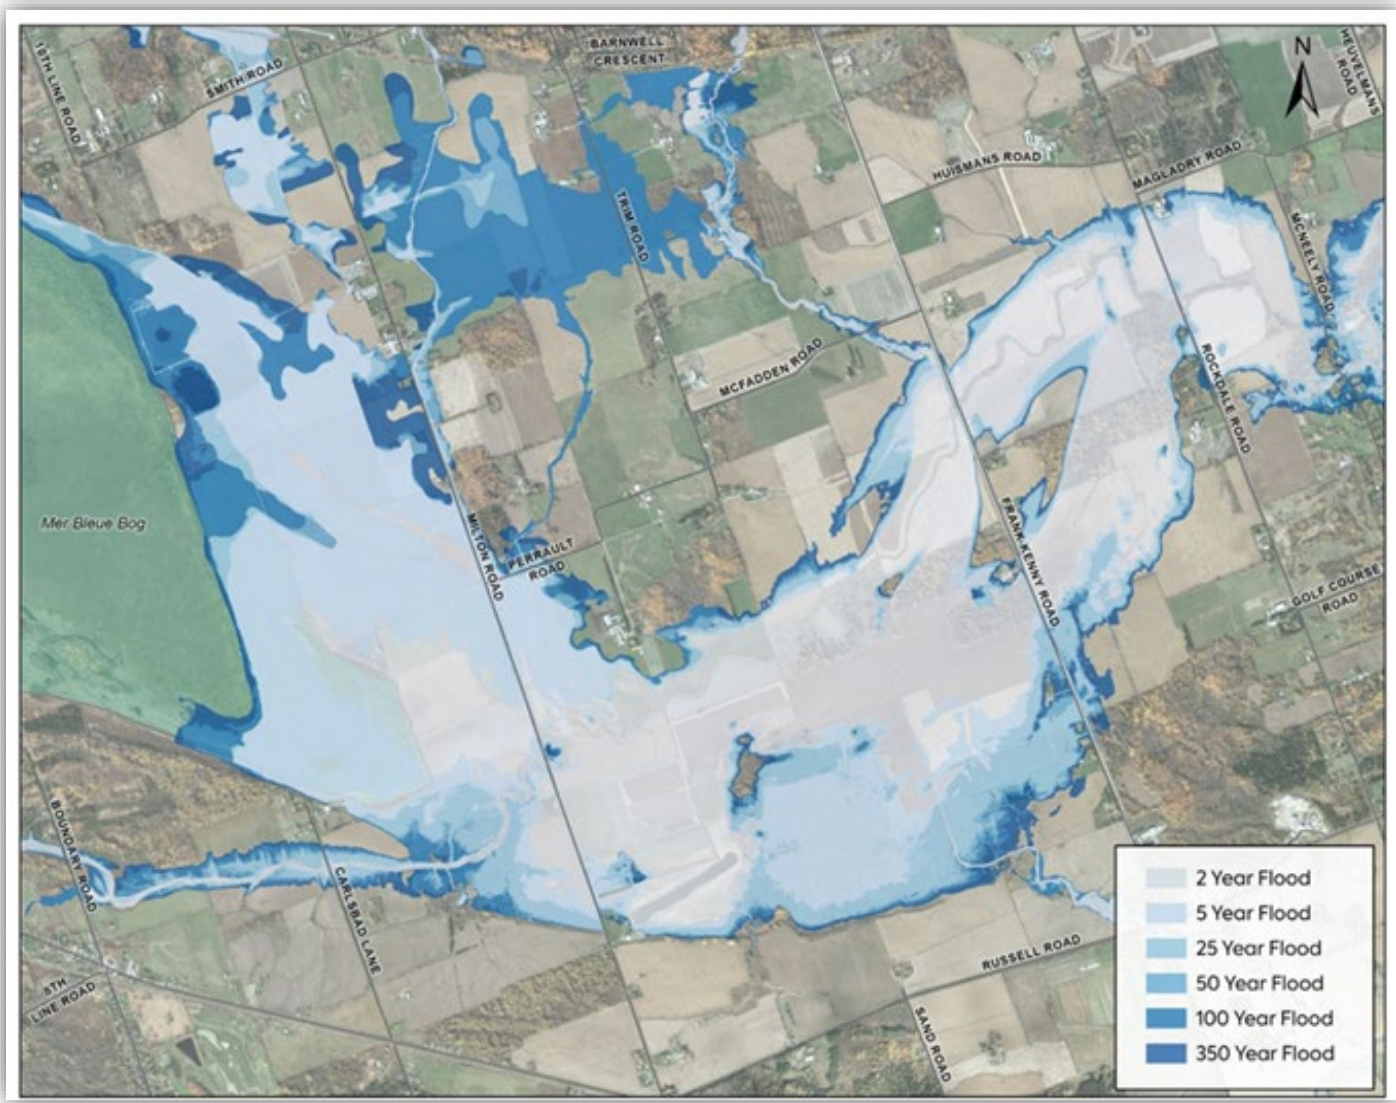 10TH LINE ROAD
SMITH ROAD
BARNWELL
CRESCENT
N
HEUVELMANS
ROAD
HUISMANS ROAD
MAGLADRY ROAD
TRIM ROAD
MCNEELY ROAD
MCFADDEN ROAD
ROCKDALE ROAD
Mer Bleue Bog
MILTON ROAD
PERRAULT
ROAD
FRANK KENNY ROAD
GOLF COURSE
ROAD
BOUNDARY ROAD
CARLSBAD LANE
8TH
LINE ROAD
RUSSELL ROAD
SAND ROAD
2 Year Flood
5 Year Flood
25 Year Flood
50 Year Flood
100 Year Flood
350 Year Flood